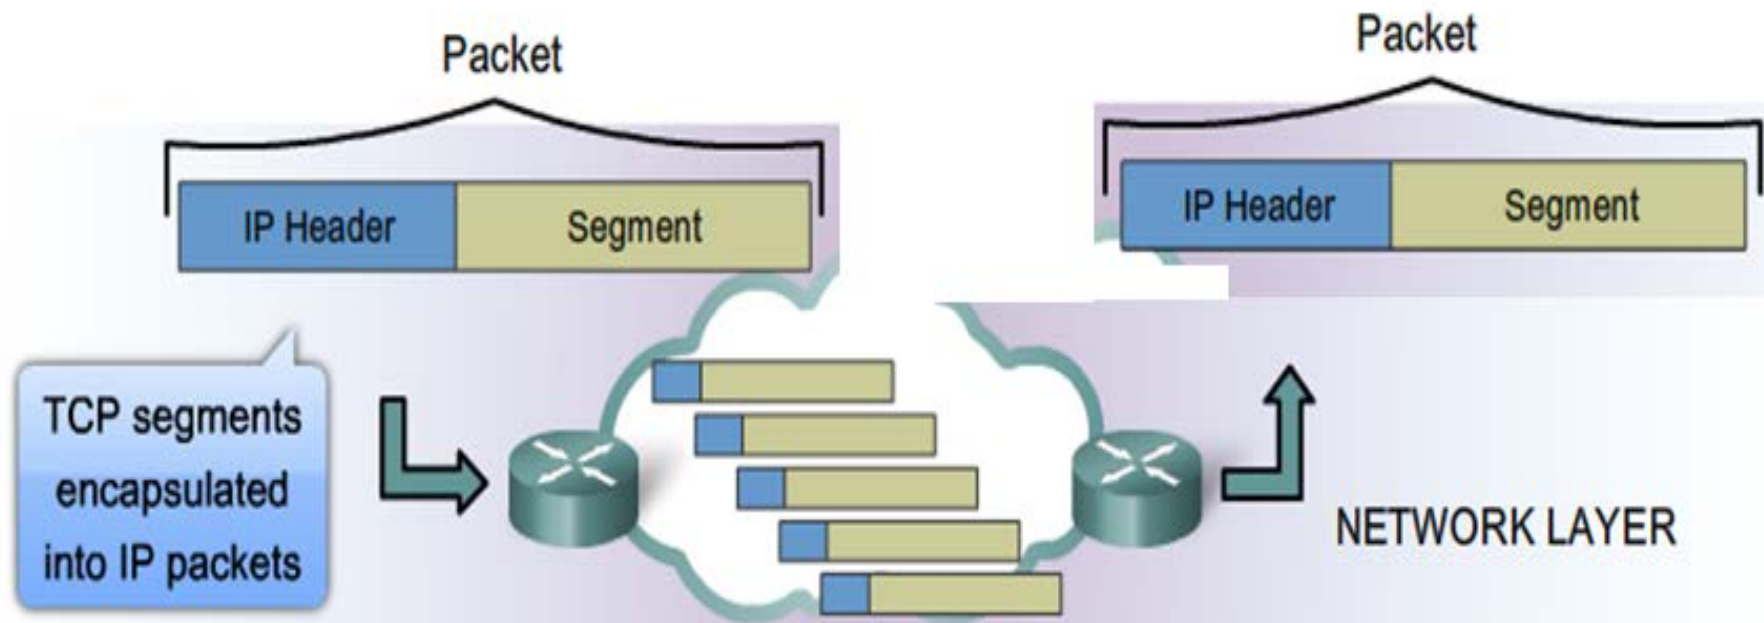 Packet
IP Header
Segment
Packet
IP Header
Segment
TCP segments
encapsulated
into IP packets
NETWORK LAYER